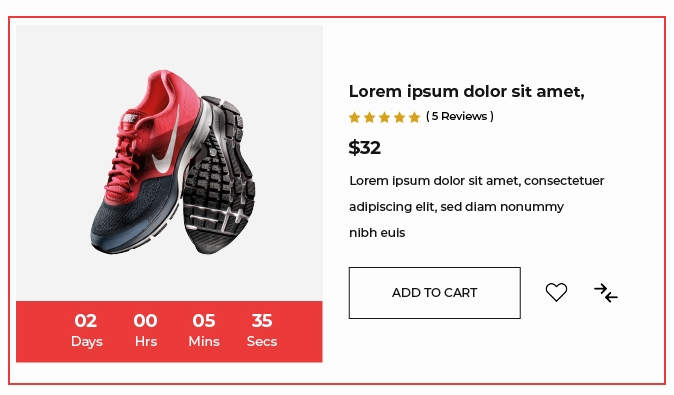 Lorem ipsum dolor sit amet,
( 5 Reviews )
$32
Lorem ipsum dolor sit amet, consectetuer
adipiscing elit, sed diam nonummy
nibh euis
ADD TO CART
02 00 05 35
Days Hrs Mins Secs